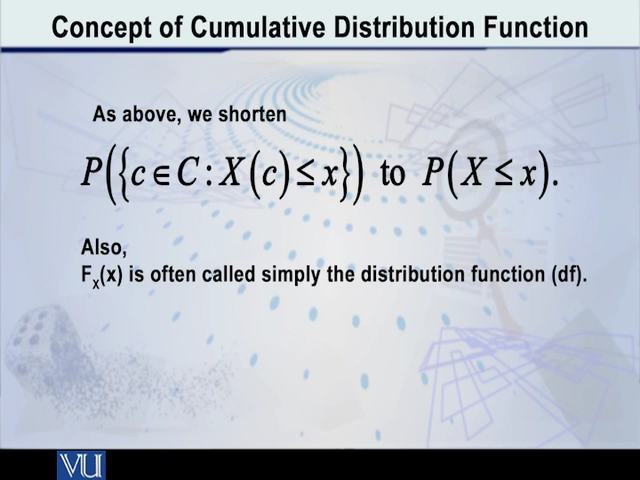 Concept of Cumulative Distribution Function
As above, we shorten
P({c ∈ C : X(c) ≤ x}) to P(X ≤ x).
Also,
Fₓ(x) is often called simply the distribution function (df).
VU